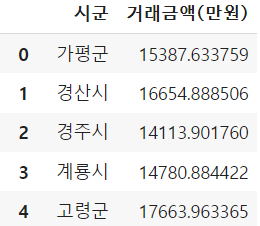 시군 거래금액(만원)
0 가평군 15387.633759
1 경산시 16654.888506
2 경주시 14113.901760
3 계룡시 14780.884422
4 고령군 17663.963365